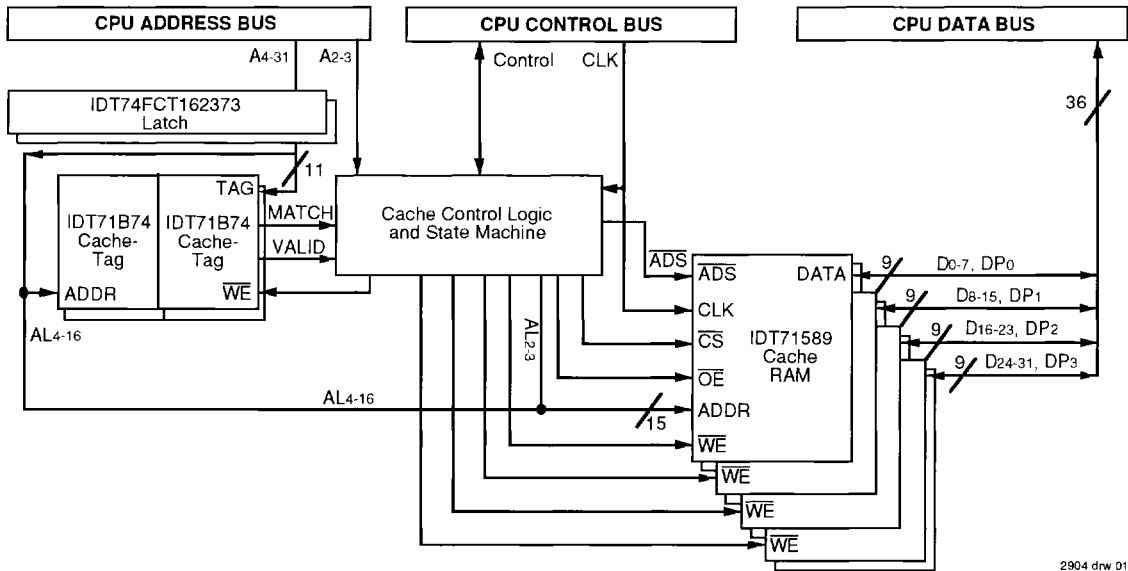 CPU ADDRESS BUS
CPU CONTROL BUS
CPU DATA BUS
A4-31
A2-3
Control
CLK
36
IDT74FCT162373
Latch
11
TAG
IDT71B74
Cache-
Tag
IDT71B74
Cache-
Tag
MATCH
VALID
ADDR
WE
Cache Control Logic
and State Machine
AL4-16
AL2-3
AL4-16
15
ADS
ADS
DATA
CLK
CS
OE
ADDR
WE
IDT71589
Cache
RAM
WE
WE
WE
9
D0-7, DP0
9
D8-15, DP1
9
D16-23, DP2
9
D24-31, DP3
2904 drw 01